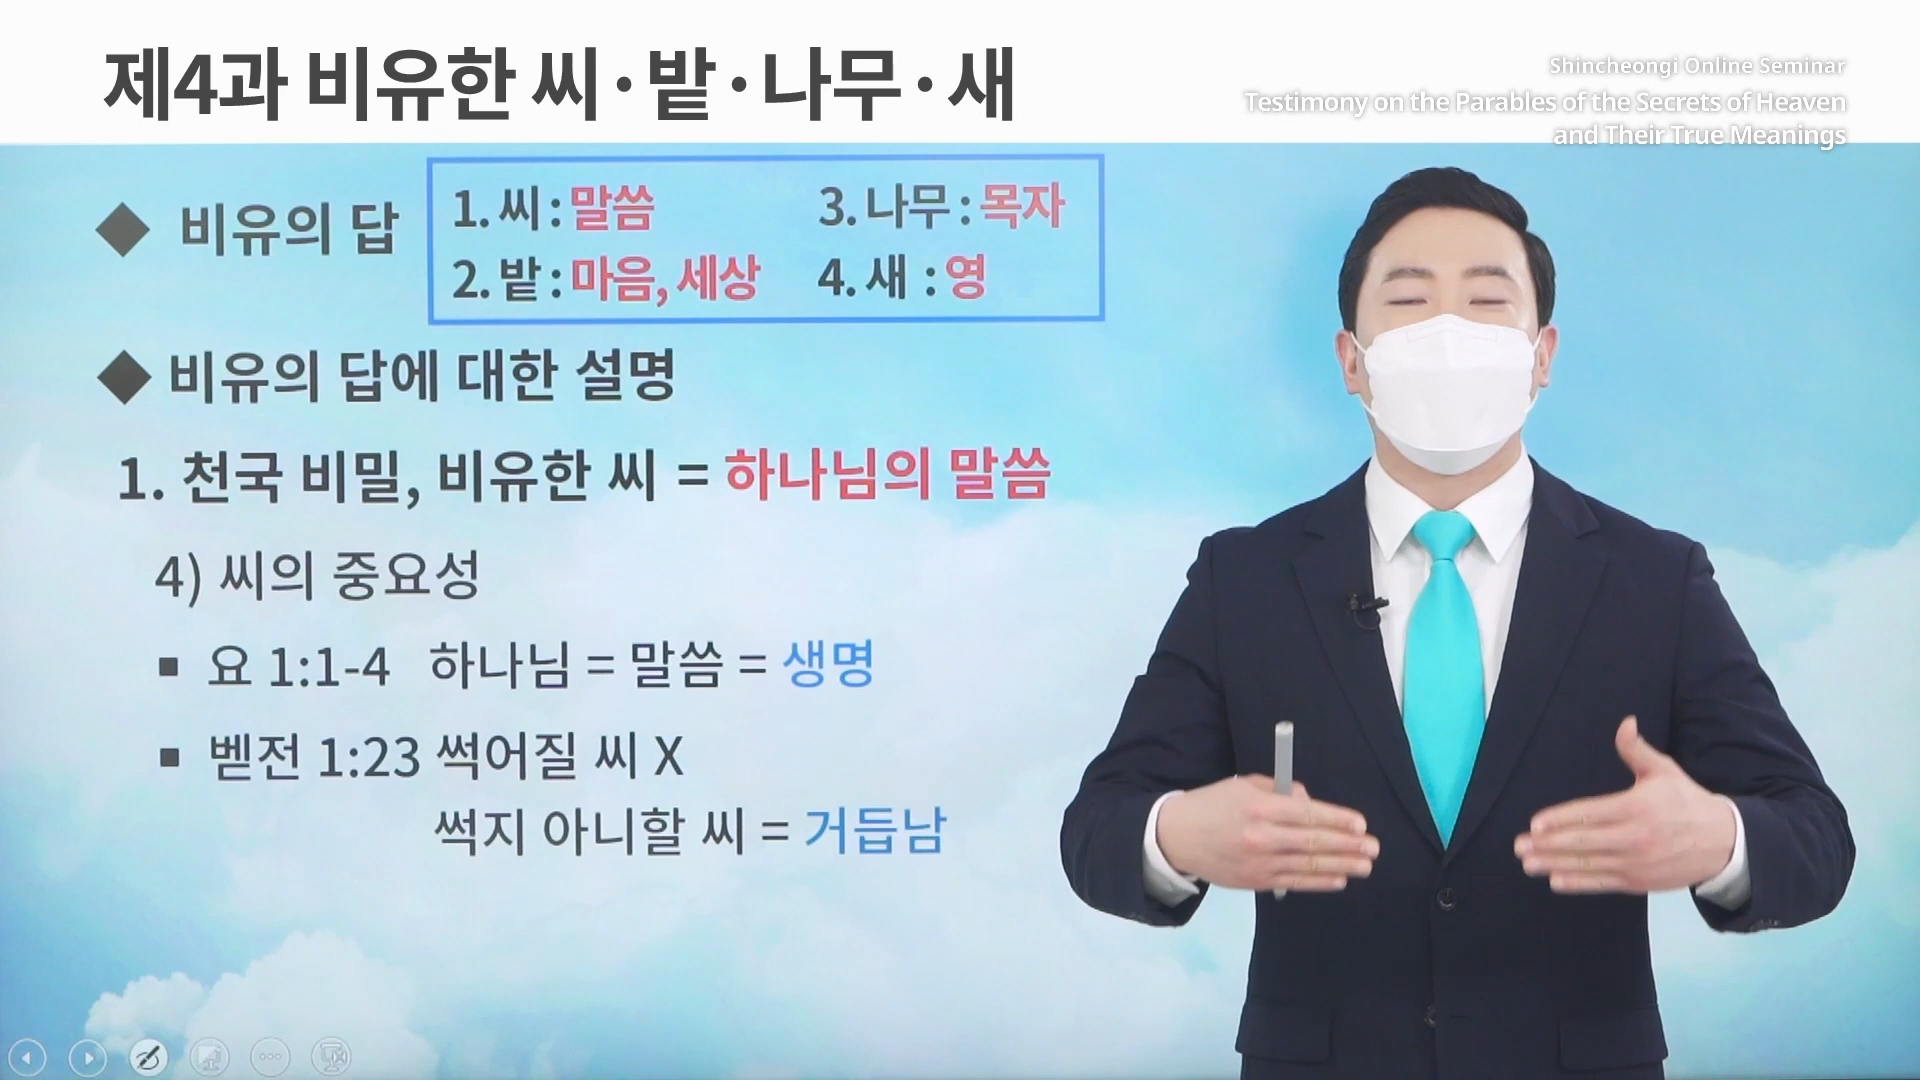 제4과 비유한 씨·밭·나무·새
Shincheongi Online Seminar
Testimony on the Parables of the Secrets of Heaven
and Their True Meanings
◆ 비유의 답
1. 씨 : 말씀 3. 나무 : 목자
2. 밭 : 마음, 세상 4. 새 : 영
◆ 비유의 답에 대한 설명
1. 천국 비밀, 비유한 씨 = 하나님의 말씀
4) 씨의 중요성
▪ 요 1:1-4 하나님 = 말씀 = 생명
▪ 벧전 1:23 썩어질 씨 X
썩지 아니할 씨 = 거듭남